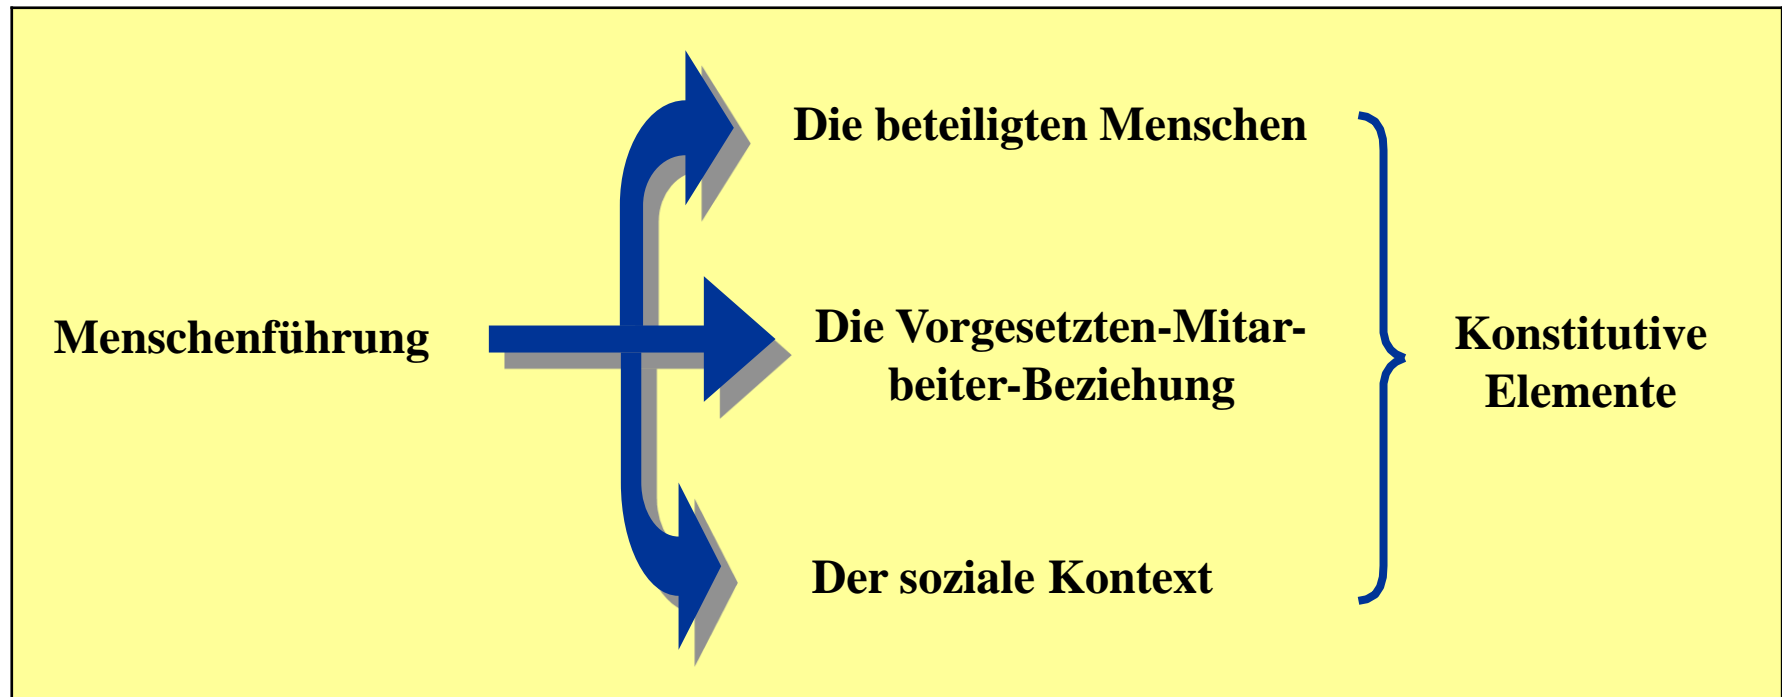 Die beteiligten Menschen
Menschenführung
Die Vorgesetzten-Mitar-
beiter-Beziehung
Konstitutive
Elemente
Der soziale Kontext